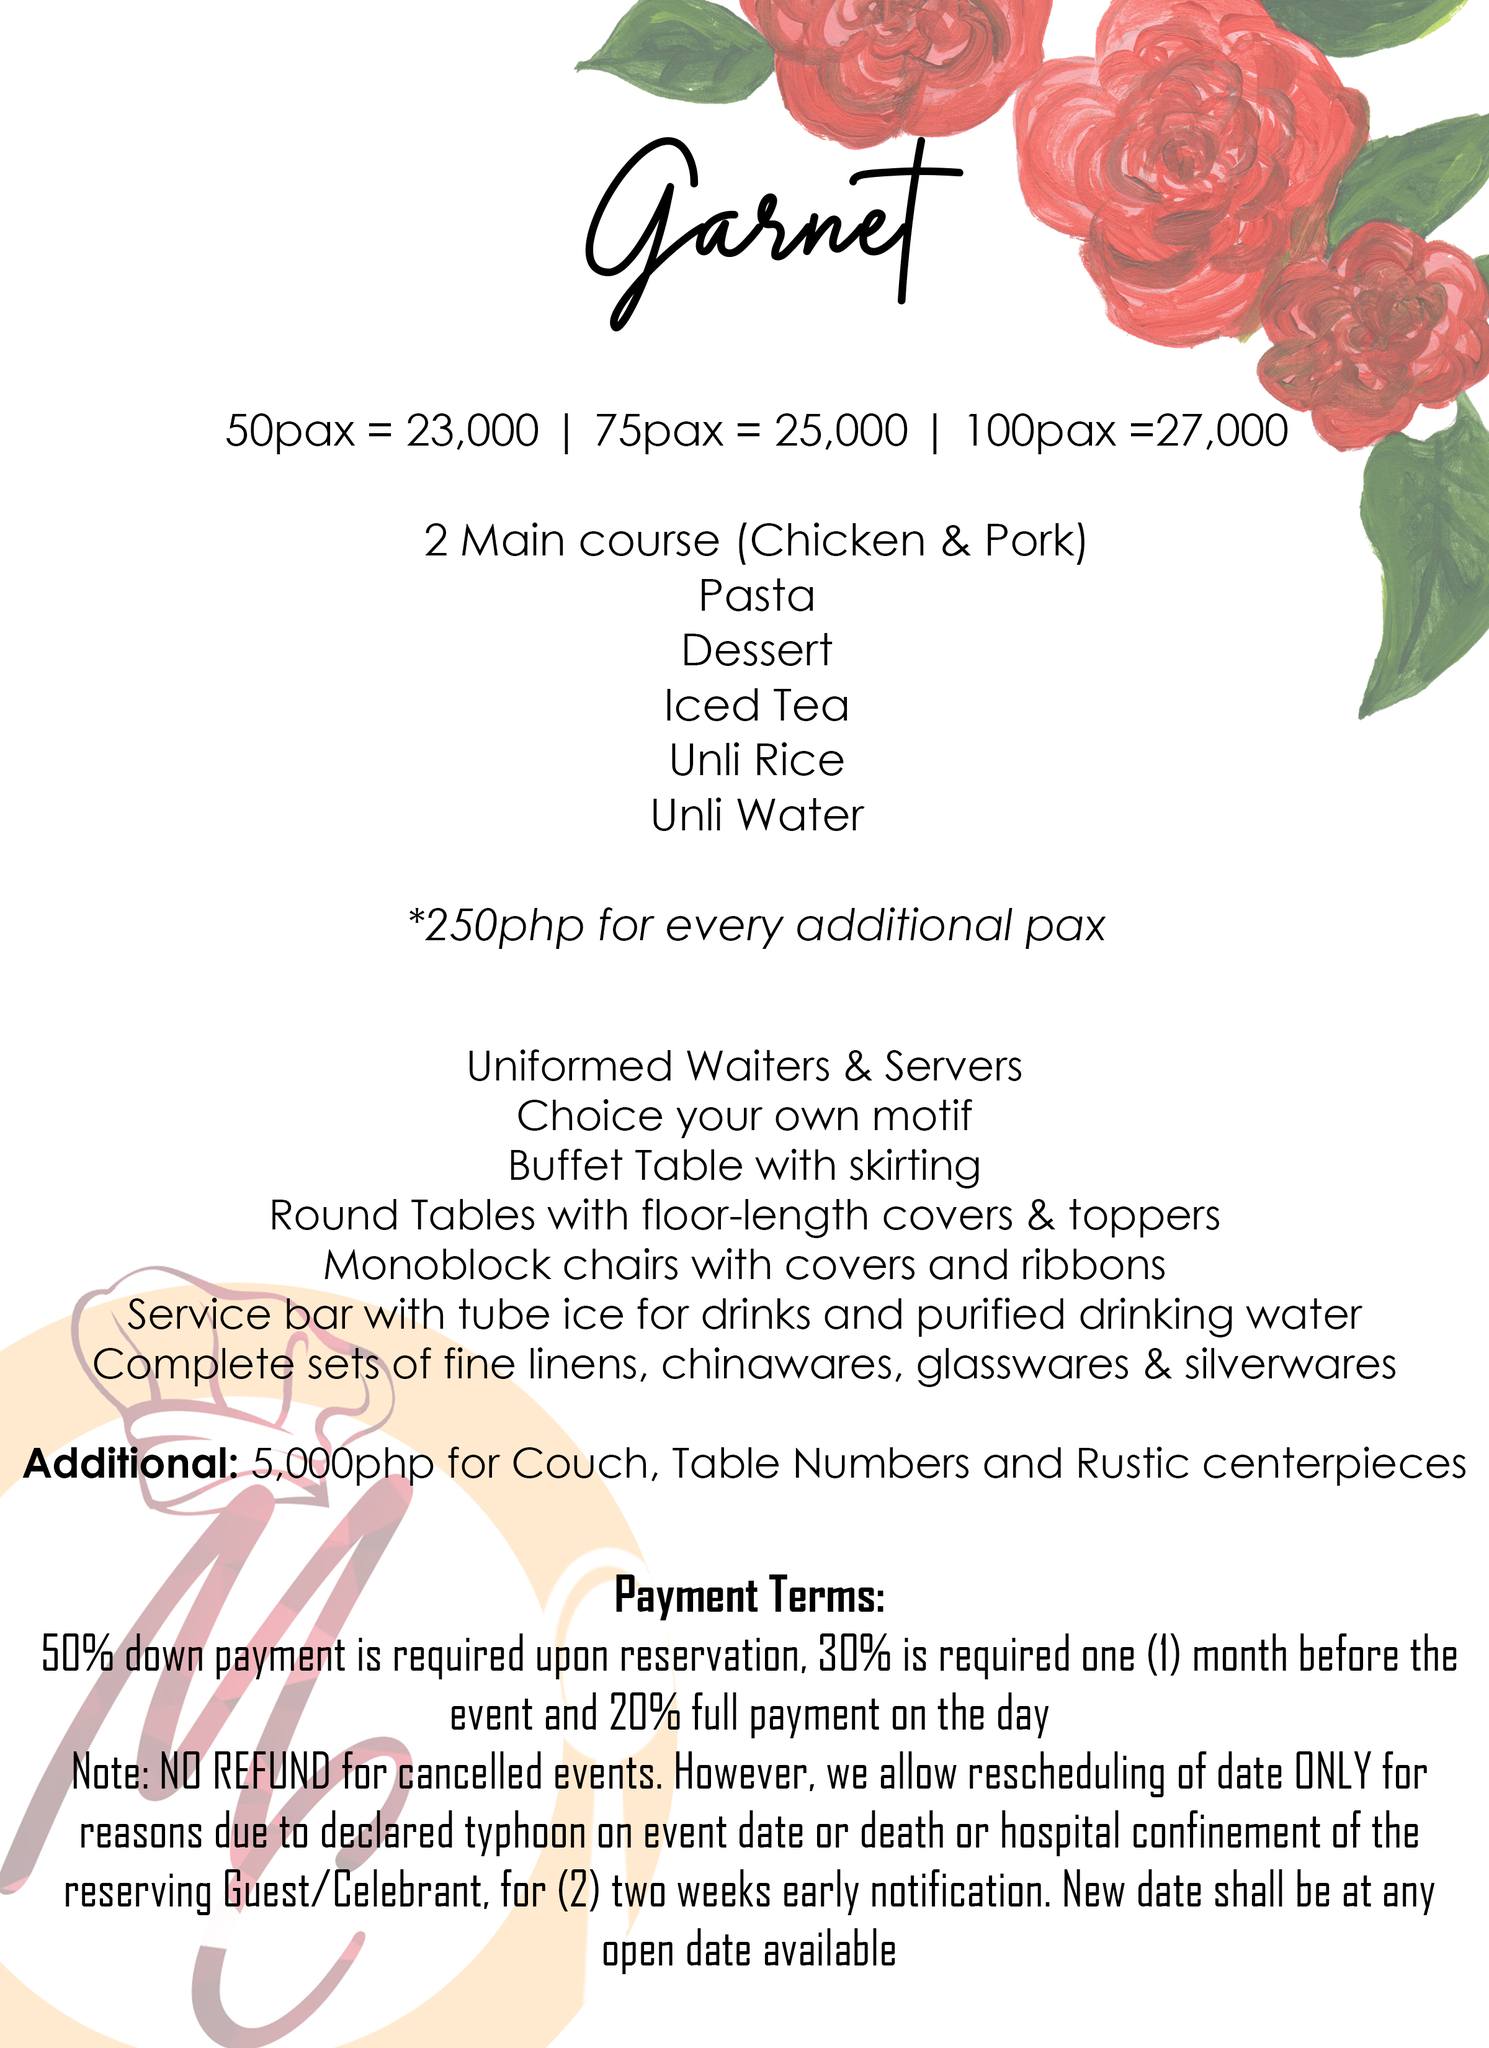 Garnet
50pax = 23,000 | 75pax = 25,000 | 100pax =27,000
2 Main course (Chicken & Pork)
Pasta
Dessert
Iced Tea
Unli Rice
Unli Water
*250php for every additional pax
Uniformed Waiters & Servers
Choice your own motif
Buffet Table with skirting
Round Tables with floor-length covers & toppers
Monoblock chairs with covers and ribbons
Service bar with tube ice for drinks and purified drinking water
Complete sets of fine linens, chinawares, glasswares & silverwares
Additional: 5,000php for Couch, Table Numbers and Rustic centerpieces
Payment Terms:
50% down payment is required upon reservation, 30% is required one (1) month before the
event and 20% full payment on the day
Note: NO REFUND for cancelled events. However, we allow rescheduling of date ONLY for
reasons due to declared typhoon on event date or death or hospital confinement of the
reserving Guest/Celebrant, for (2) two weeks early notification. New date shall be at any
open date available